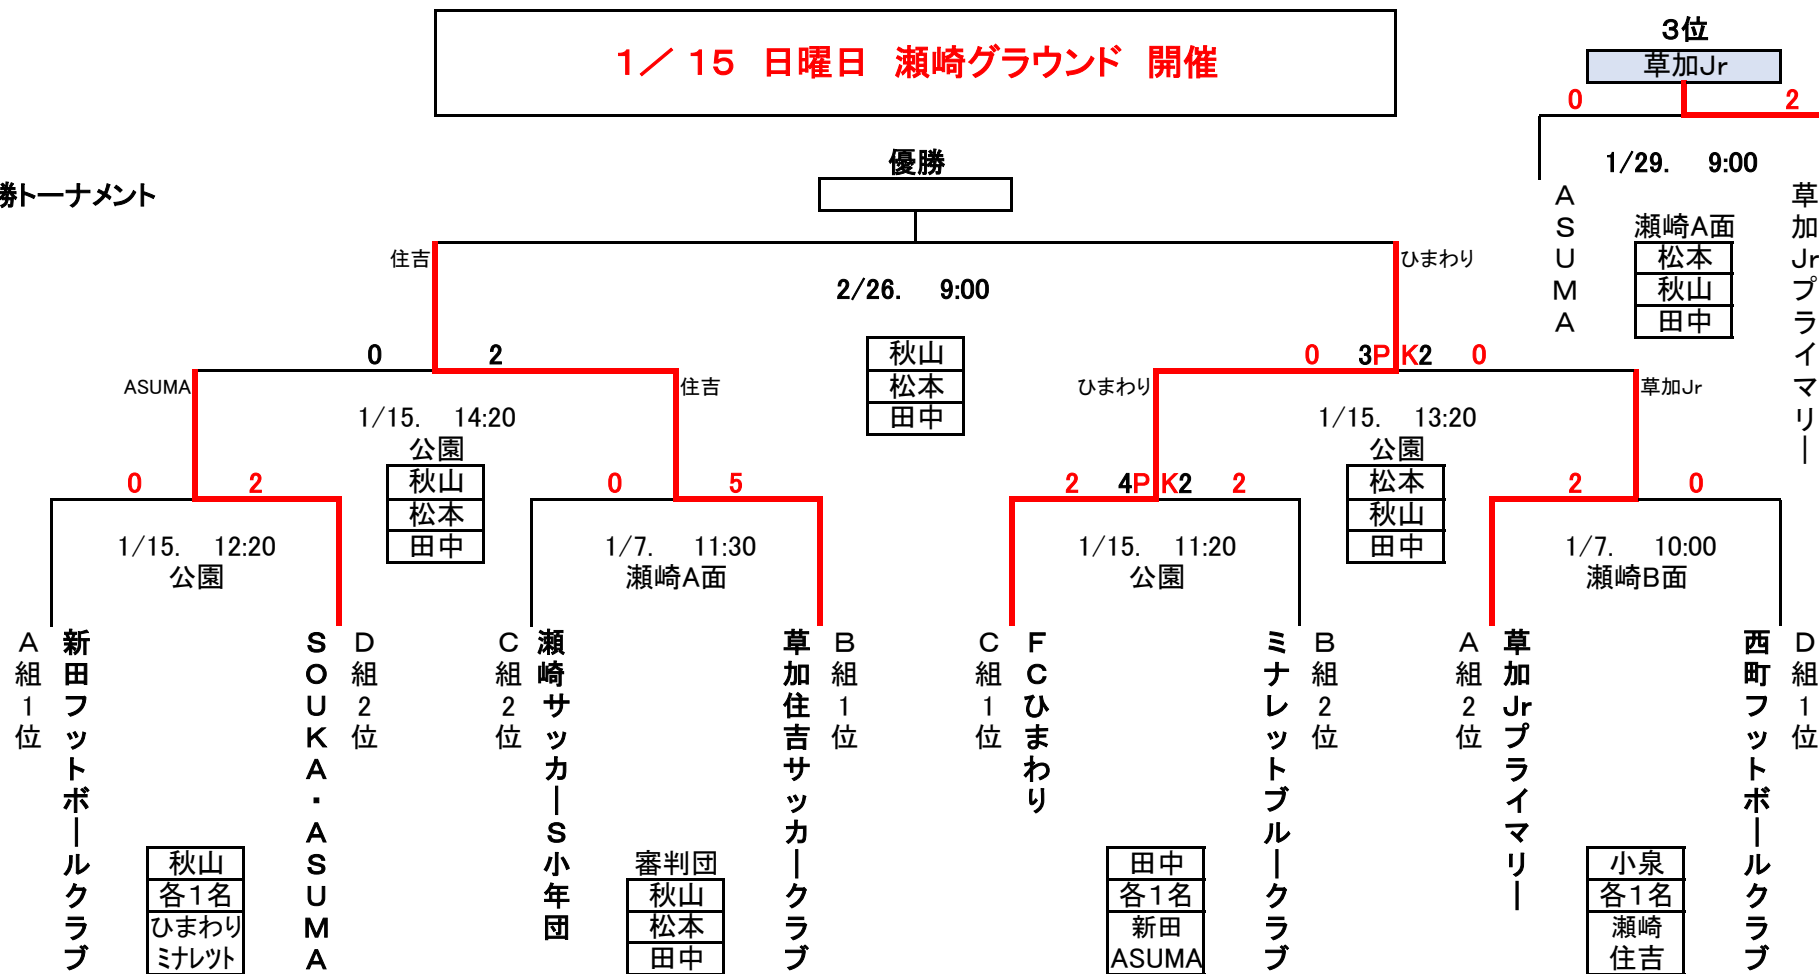 1／15 日曜日 瀬崎グラウンド 開催
3位
草加Jr
0 2
1/29. 9:00
ASUMA
瀬崎A面
松本
秋山
田中
草加Jrプライマリー
勝トーナメント
優勝
住吉
ひまわり
2/26. 9:00
秋山
松本
田中
0 2
0 3PK2 0
ASUMA
住吉
ひまわり
草加Jr
1/15. 14:20
公園
秋山
松本
田中
1/15. 13:20
公園
松本
秋山
田中
0 2
0 5
2 4PK2 2
2 0
1/15. 12:20
公園
1/7. 11:30
瀬崎A面
1/15. 11:20
公園
1/7. 10:00
瀬崎B面
A組1位
新田フットボールクラブ
SOUKA・ASUMA
D組2位
C組2位
瀬崎サッカーS小年団
草加住吉サッカークラブ
B組1位
C組1位
FCひまわり
ミナレットブルークラブ
B組2位
A組2位
草加Jrプライマリー
西町フットボールクラブ
D組1位
秋山
各1名
ひまわり
ミナレット
審判団
秋山
松本
田中
田中
各1名
新田
ASUMA
小泉
各1名
瀬崎
住吉